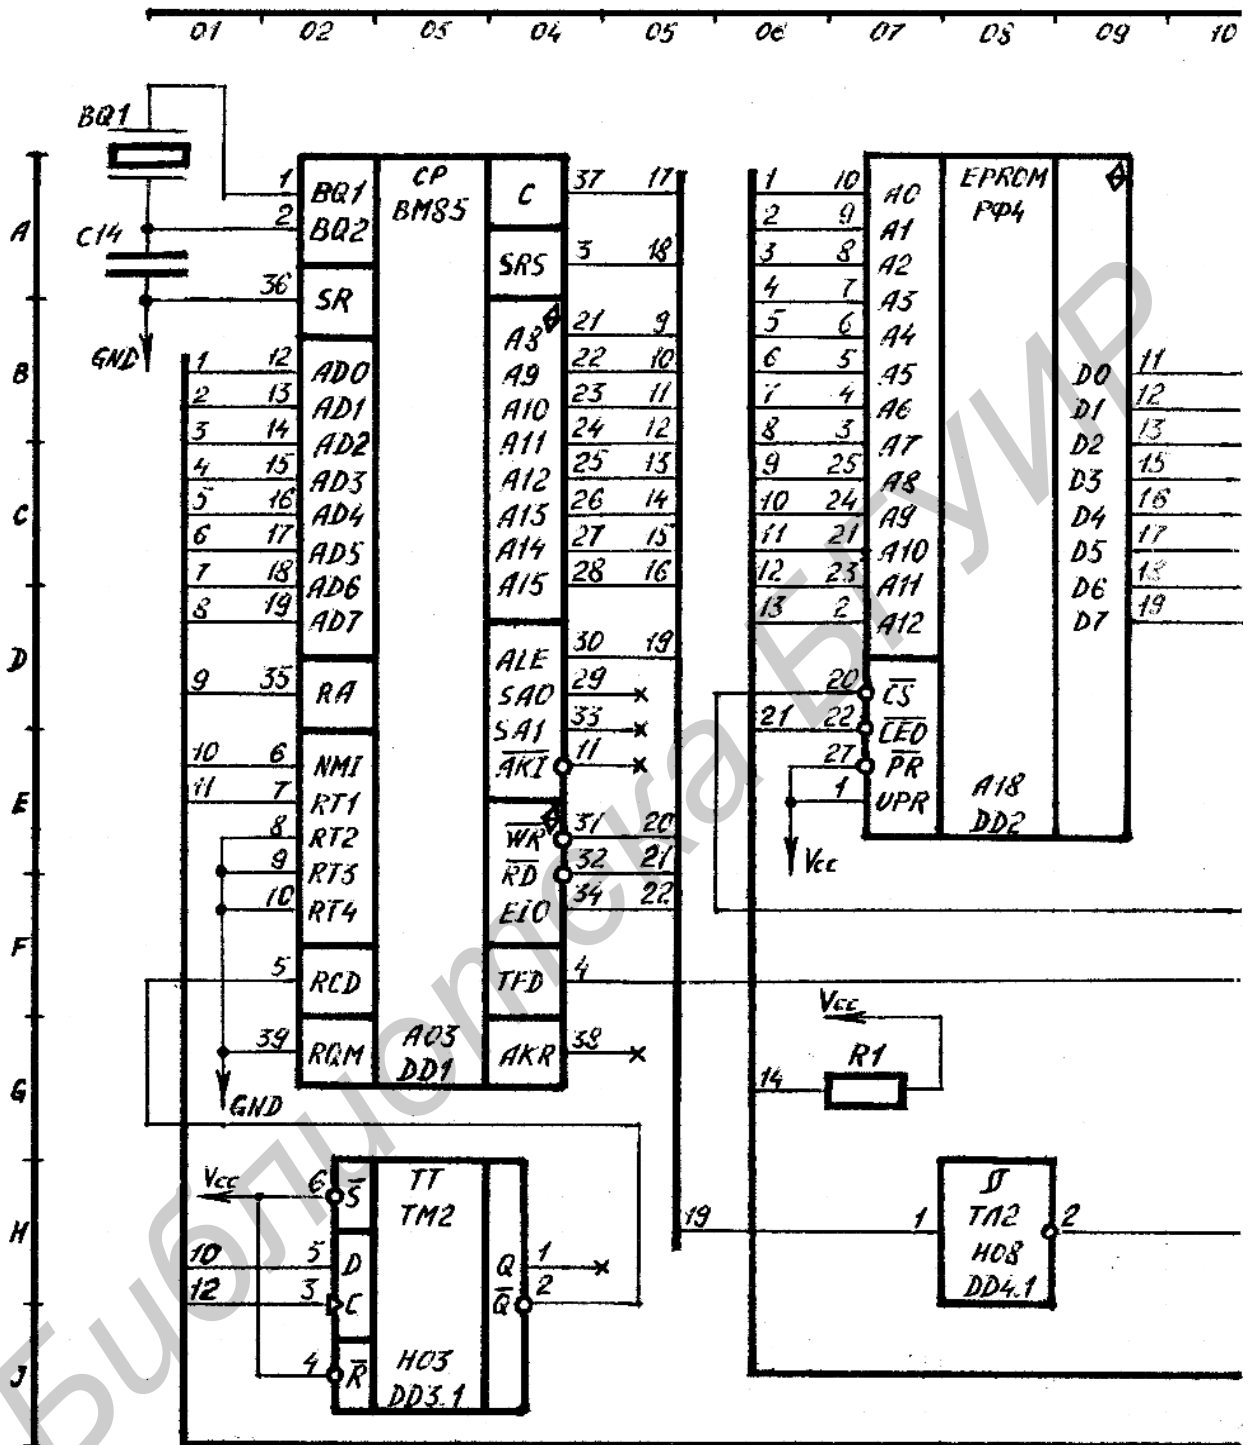 01 02 03 04 05 06 07 08 09 10
BQ1
C14
GND
A
B
C
D
E
F
G
H
J
CP
BM85
1 BQ1
2 BQ2
36 SR
1 12 AD0
2 13 AD1
3 14 AD2
4 15 AD3
5 16 AD4
6 17 AD5
7 18 AD6
8 19 AD7
9 35 RA
10 6 NMI
11 7 RT1
8 RT2
9 RT3
10 RT4
5 RCD
39 RQM
GND
A03
DD1
C 37 17
SRS 3 18
A8 21 9
A9 22 10
A10 23 11
A11 24 12
A12 25 13
A13 26 14
A14 27 15
A15 28 16
ALE 30 19
SA0 29
SA1 33
AKI 11
WR 31 20
RD 32 21
EIO 34 22
TFD 4
AKR 38
EPROM
РФ4
1 10 A0
2 9 A1
3 8 A2
4 7 A3
5 6 A4
6 5 A5
7 4 A6
8 3 A7
9 25 A8
10 24 A9
11 21 A10
12 23 A11
13 2 A12
20 CS
21 22 CEO
27 PR
1 UPR
Vcc
A18
DD2
D0 11
D1 12
D2 13
D3 15
D4 16
D5 17
D6 18
D7 19
Vcc
14 R1
Vcc
6 S
10 5 D
12 3 C
4 R
TT
TM2
H03
DD3.1
Q 1
Q 2
19 1
ТЛ2
H08
DD4.1
2
Библиотека БГУИР